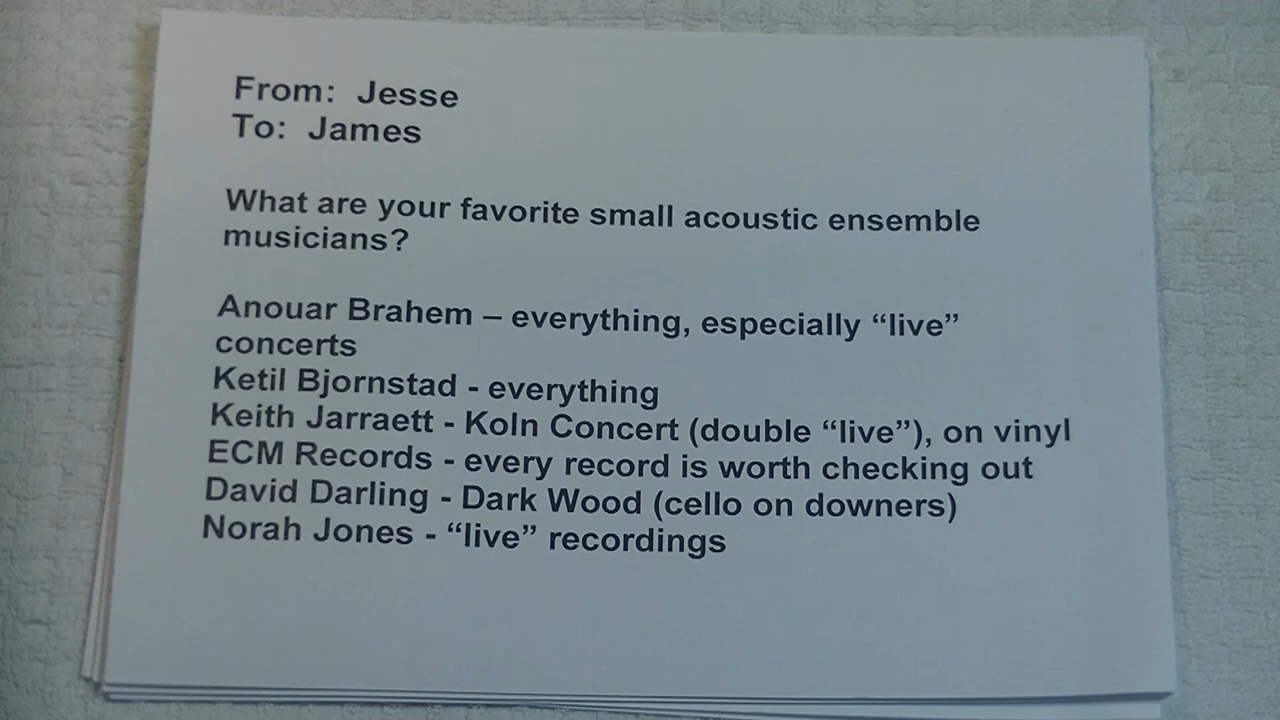 From:  Jesse
To:  James
What are your favorite small acoustic ensemble
musicians?
Anouar Brahem – everything, especially “live”
concerts
Ketil Bjornstad - everything
Keith Jarraett - Koln Concert (double “live”), on vinyl
ECM Records - every record is worth checking out
David Darling - Dark Wood (cello on downers)
Norah Jones - “live” recordings